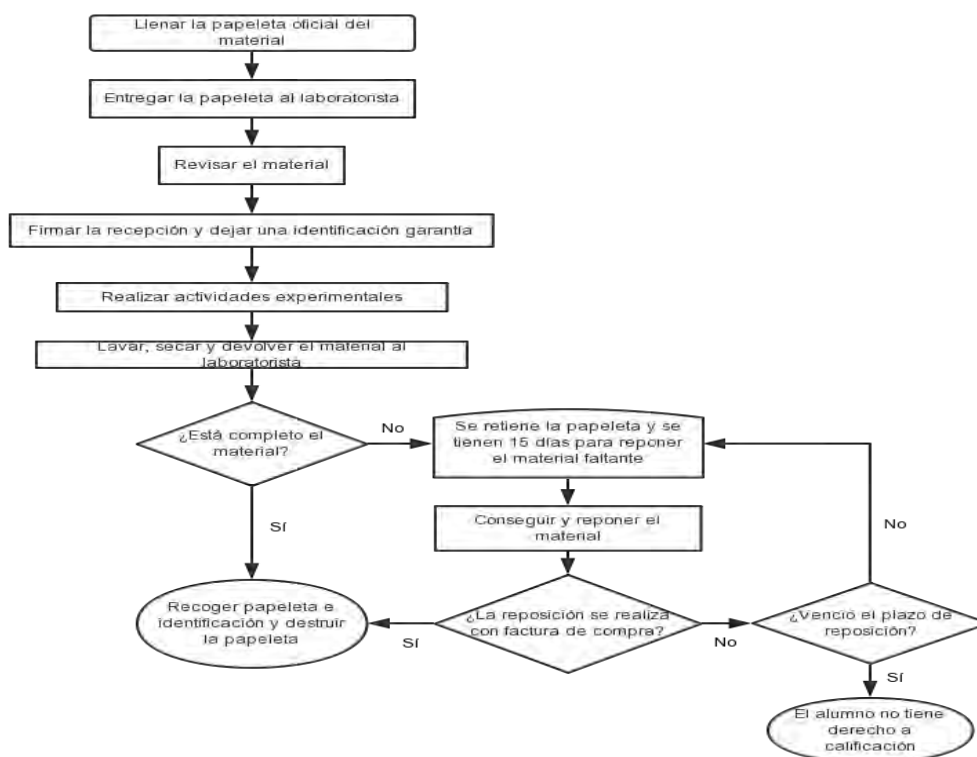 Llenar la papeleta oficial del
material
Entregar la papeleta al laboratorista
Revisar el material
Firmar la recepción y dejar una identificación garantía
Realizar actividades experimentales
Lavar, secar y devolver el material al
laboratorista
¿Está completo el
material?
No
Se retiene la papeleta y se
tienen 15 días para reponer
el material faltante
Sí
Conseguir y reponer el
material
No
Recoger papeleta e
identificación y destruir
la papeleta
Sí
¿La reposición se realiza
con factura de compra?
No
¿Venció el plazo de
reposición?
Sí
El alumno no tiene
derecho a
calificación